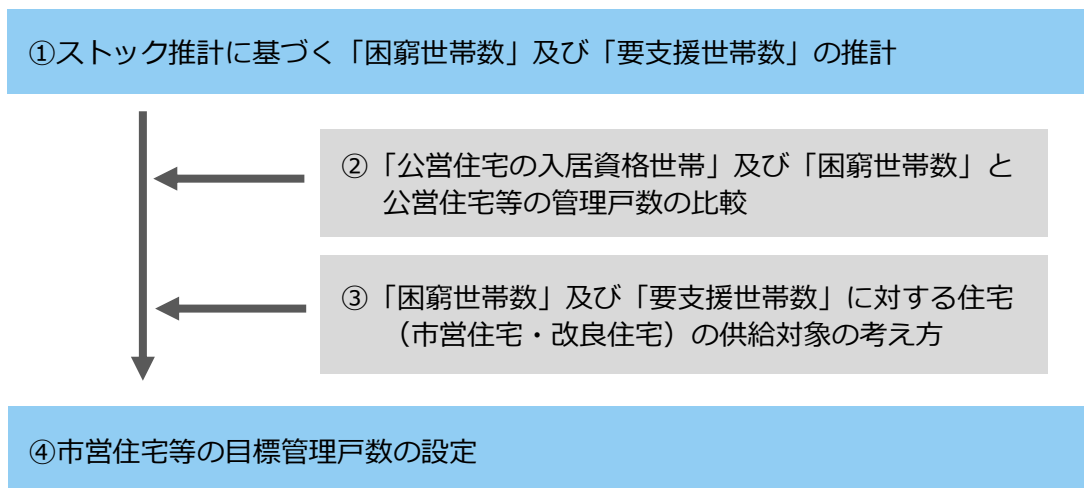 ①ストック推計に基づく「困窮世帯数」及び「要支援世帯数」の推計
②「公営住宅の入居資格世帯」及び「困窮世帯数」と
公営住宅等の管理戸数の比較
③「困窮世帯数」及び「要支援世帯数」に対する住宅
（市営住宅・改良住宅）の供給対象の考え方
④市営住宅等の目標管理戸数の設定